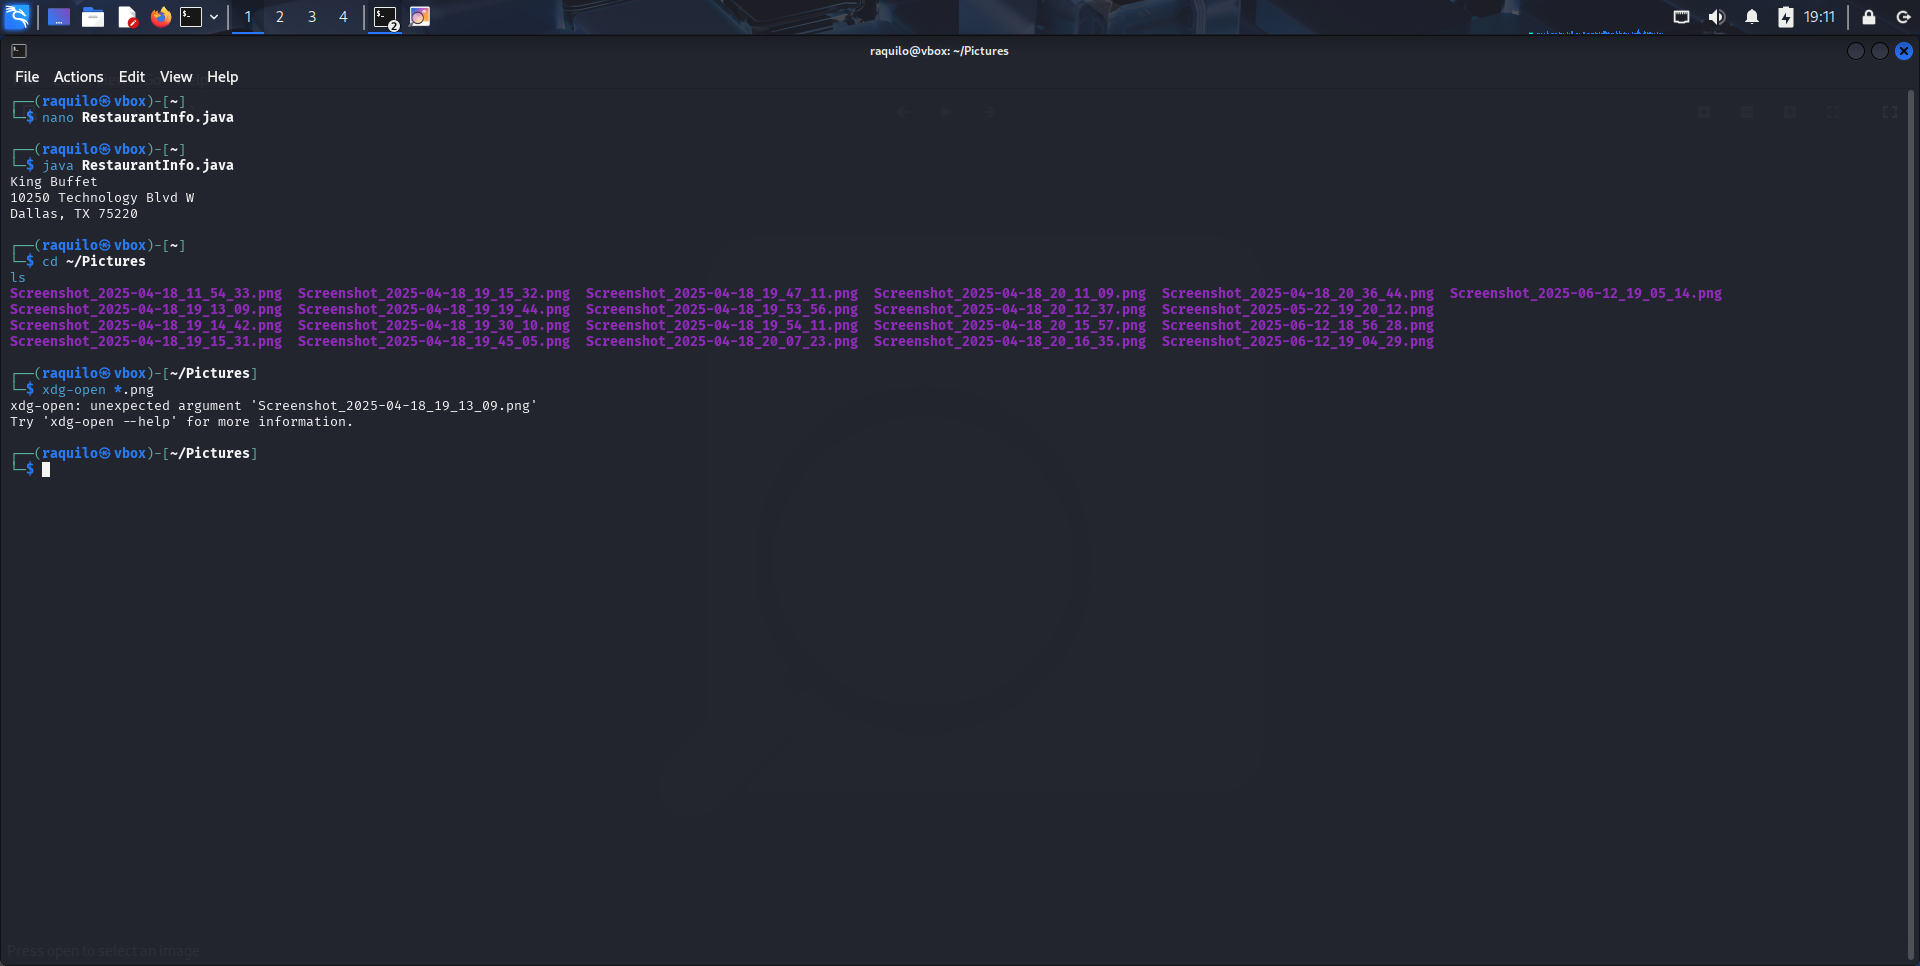 1 2 3 4 2 19:11
raquilo@vbox: ~/Pictures
File Actions Edit View Help
┌──(raquilo㉿vbox)-[~]
└─$ nano RestaurantInfo.java
┌──(raquilo㉿vbox)-[~]
└─$ java RestaurantInfo.java
King Buffet
10250 Technology Blvd W
Dallas, TX 75220
┌──(raquilo㉿vbox)-[~]
└─$ cd ~/Pictures
ls
Screenshot_2025-04-18_11_54_33.png Screenshot_2025-04-18_19_15_32.png Screenshot_2025-04-18_19_47_11.png Screenshot_2025-04-18_20_11_09.png Screenshot_2025-04-18_20_36_44.png Screenshot_2025-06-12_19_05_14.png
Screenshot_2025-04-18_19_13_09.png Screenshot_2025-04-18_19_19_44.png Screenshot_2025-04-18_19_53_56.png Screenshot_2025-04-18_20_12_37.png Screenshot_2025-05-22_19_20_12.png
Screenshot_2025-04-18_19_14_42.png Screenshot_2025-04-18_19_30_10.png Screenshot_2025-04-18_19_54_11.png Screenshot_2025-04-18_20_15_57.png Screenshot_2025-06-12_18_56_28.png
Screenshot_2025-04-18_19_15_31.png Screenshot_2025-04-18_19_45_05.png Screenshot_2025-04-18_20_07_23.png Screenshot_2025-04-18_20_16_35.png Screenshot_2025-06-12_19_04_29.png
┌──(raquilo㉿vbox)-[~/Pictures]
└─$ xdg-open *.png
xdg-open: unexpected argument 'Screenshot_2025-04-18_19_13_09.png'
Try 'xdg-open --help' for more information.
┌──(raquilo㉿vbox)-[~/Pictures]
└─$
Press open to select an image